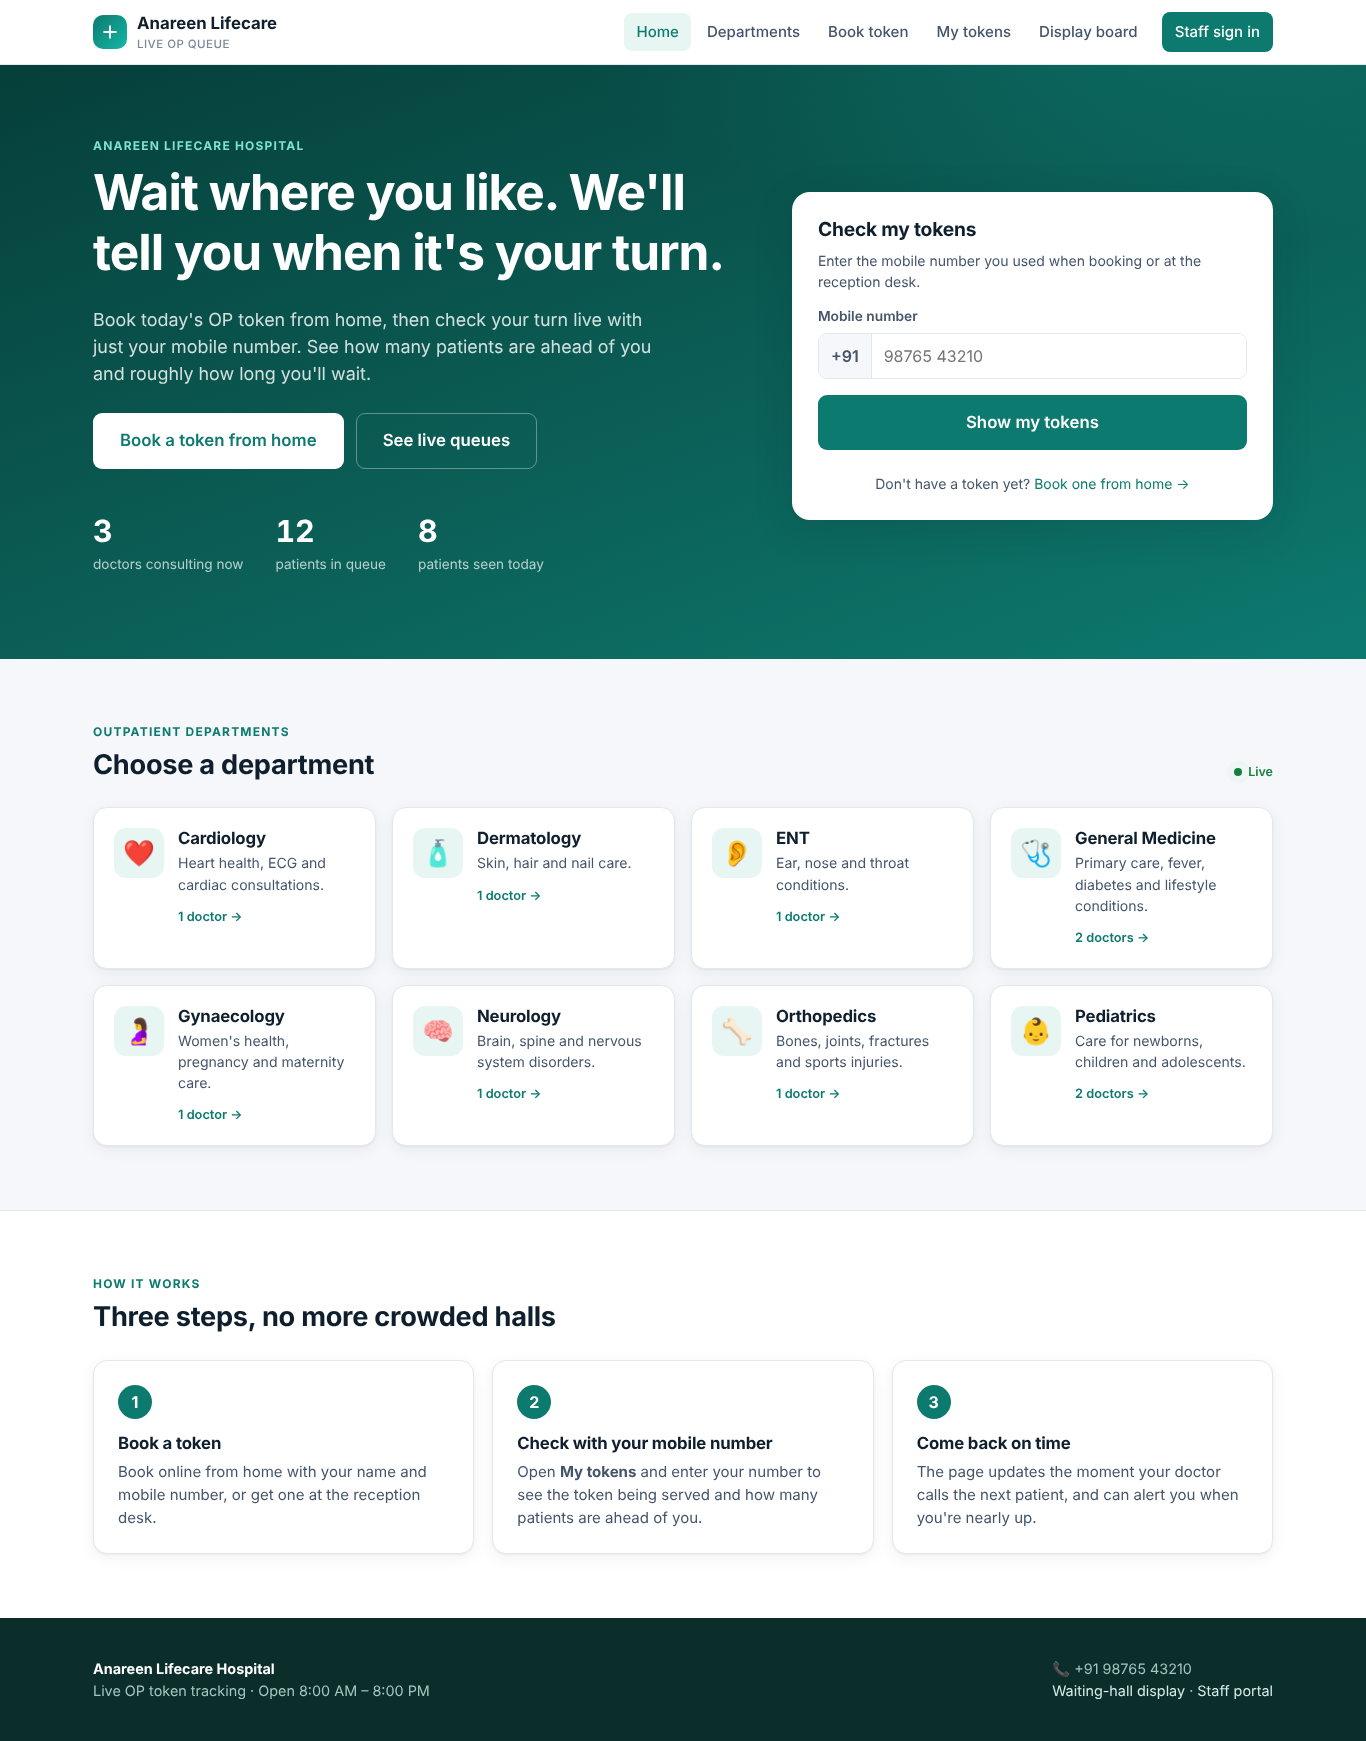 Anareen Lifecare
LIVE OP QUEUE
Home
Departments
Book token
My tokens
Display board
Staff sign in
ANAREEN LIFECARE HOSPITAL
Wait where you like. We'll
tell you when it's your turn.
Book today's OP token from home, then check your turn live with
just your mobile number. See how many patients are ahead of you
and roughly how long you'll wait.
Book a token from home
See live queues
3
doctors consulting now
12
patients in queue
8
patients seen today
Check my tokens
Enter the mobile number you used when booking or at the
reception desk.
Mobile number
+91 98765 43210
Show my tokens
Don't have a token yet? Book one from home →
OUTPATIENT DEPARTMENTS
Choose a department
Live
Cardiology
Heart health, ECG and
cardiac consultations.
1 doctor →
Dermatology
Skin, hair and nail care.
1 doctor →
ENT
Ear, nose and throat
conditions.
1 doctor →
General Medicine
Primary care, fever,
diabetes and lifestyle
conditions.
2 doctors →
Gynaecology
Women's health,
pregnancy and maternity
care.
1 doctor →
Neurology
Brain, spine and nervous
system disorders.
1 doctor →
Orthopedics
Bones, joints, fractures
and sports injuries.
1 doctor →
Pediatrics
Care for newborns,
children and adolescents.
2 doctors →
HOW IT WORKS
Three steps, no more crowded halls
1
Book a token
Book online from home with your name and
mobile number, or get one at the reception
desk.
2
Check with your mobile number
Open My tokens and enter your number to
see the token being served and how many
patients are ahead of you.
3
Come back on time
The page updates the moment your doctor
calls the next patient, and can alert you when
you're nearly up.
Anareen Lifecare Hospital
Live OP token tracking · Open 8:00 AM – 8:00 PM
📞 +91 98765 43210
Waiting-hall display · Staff portal